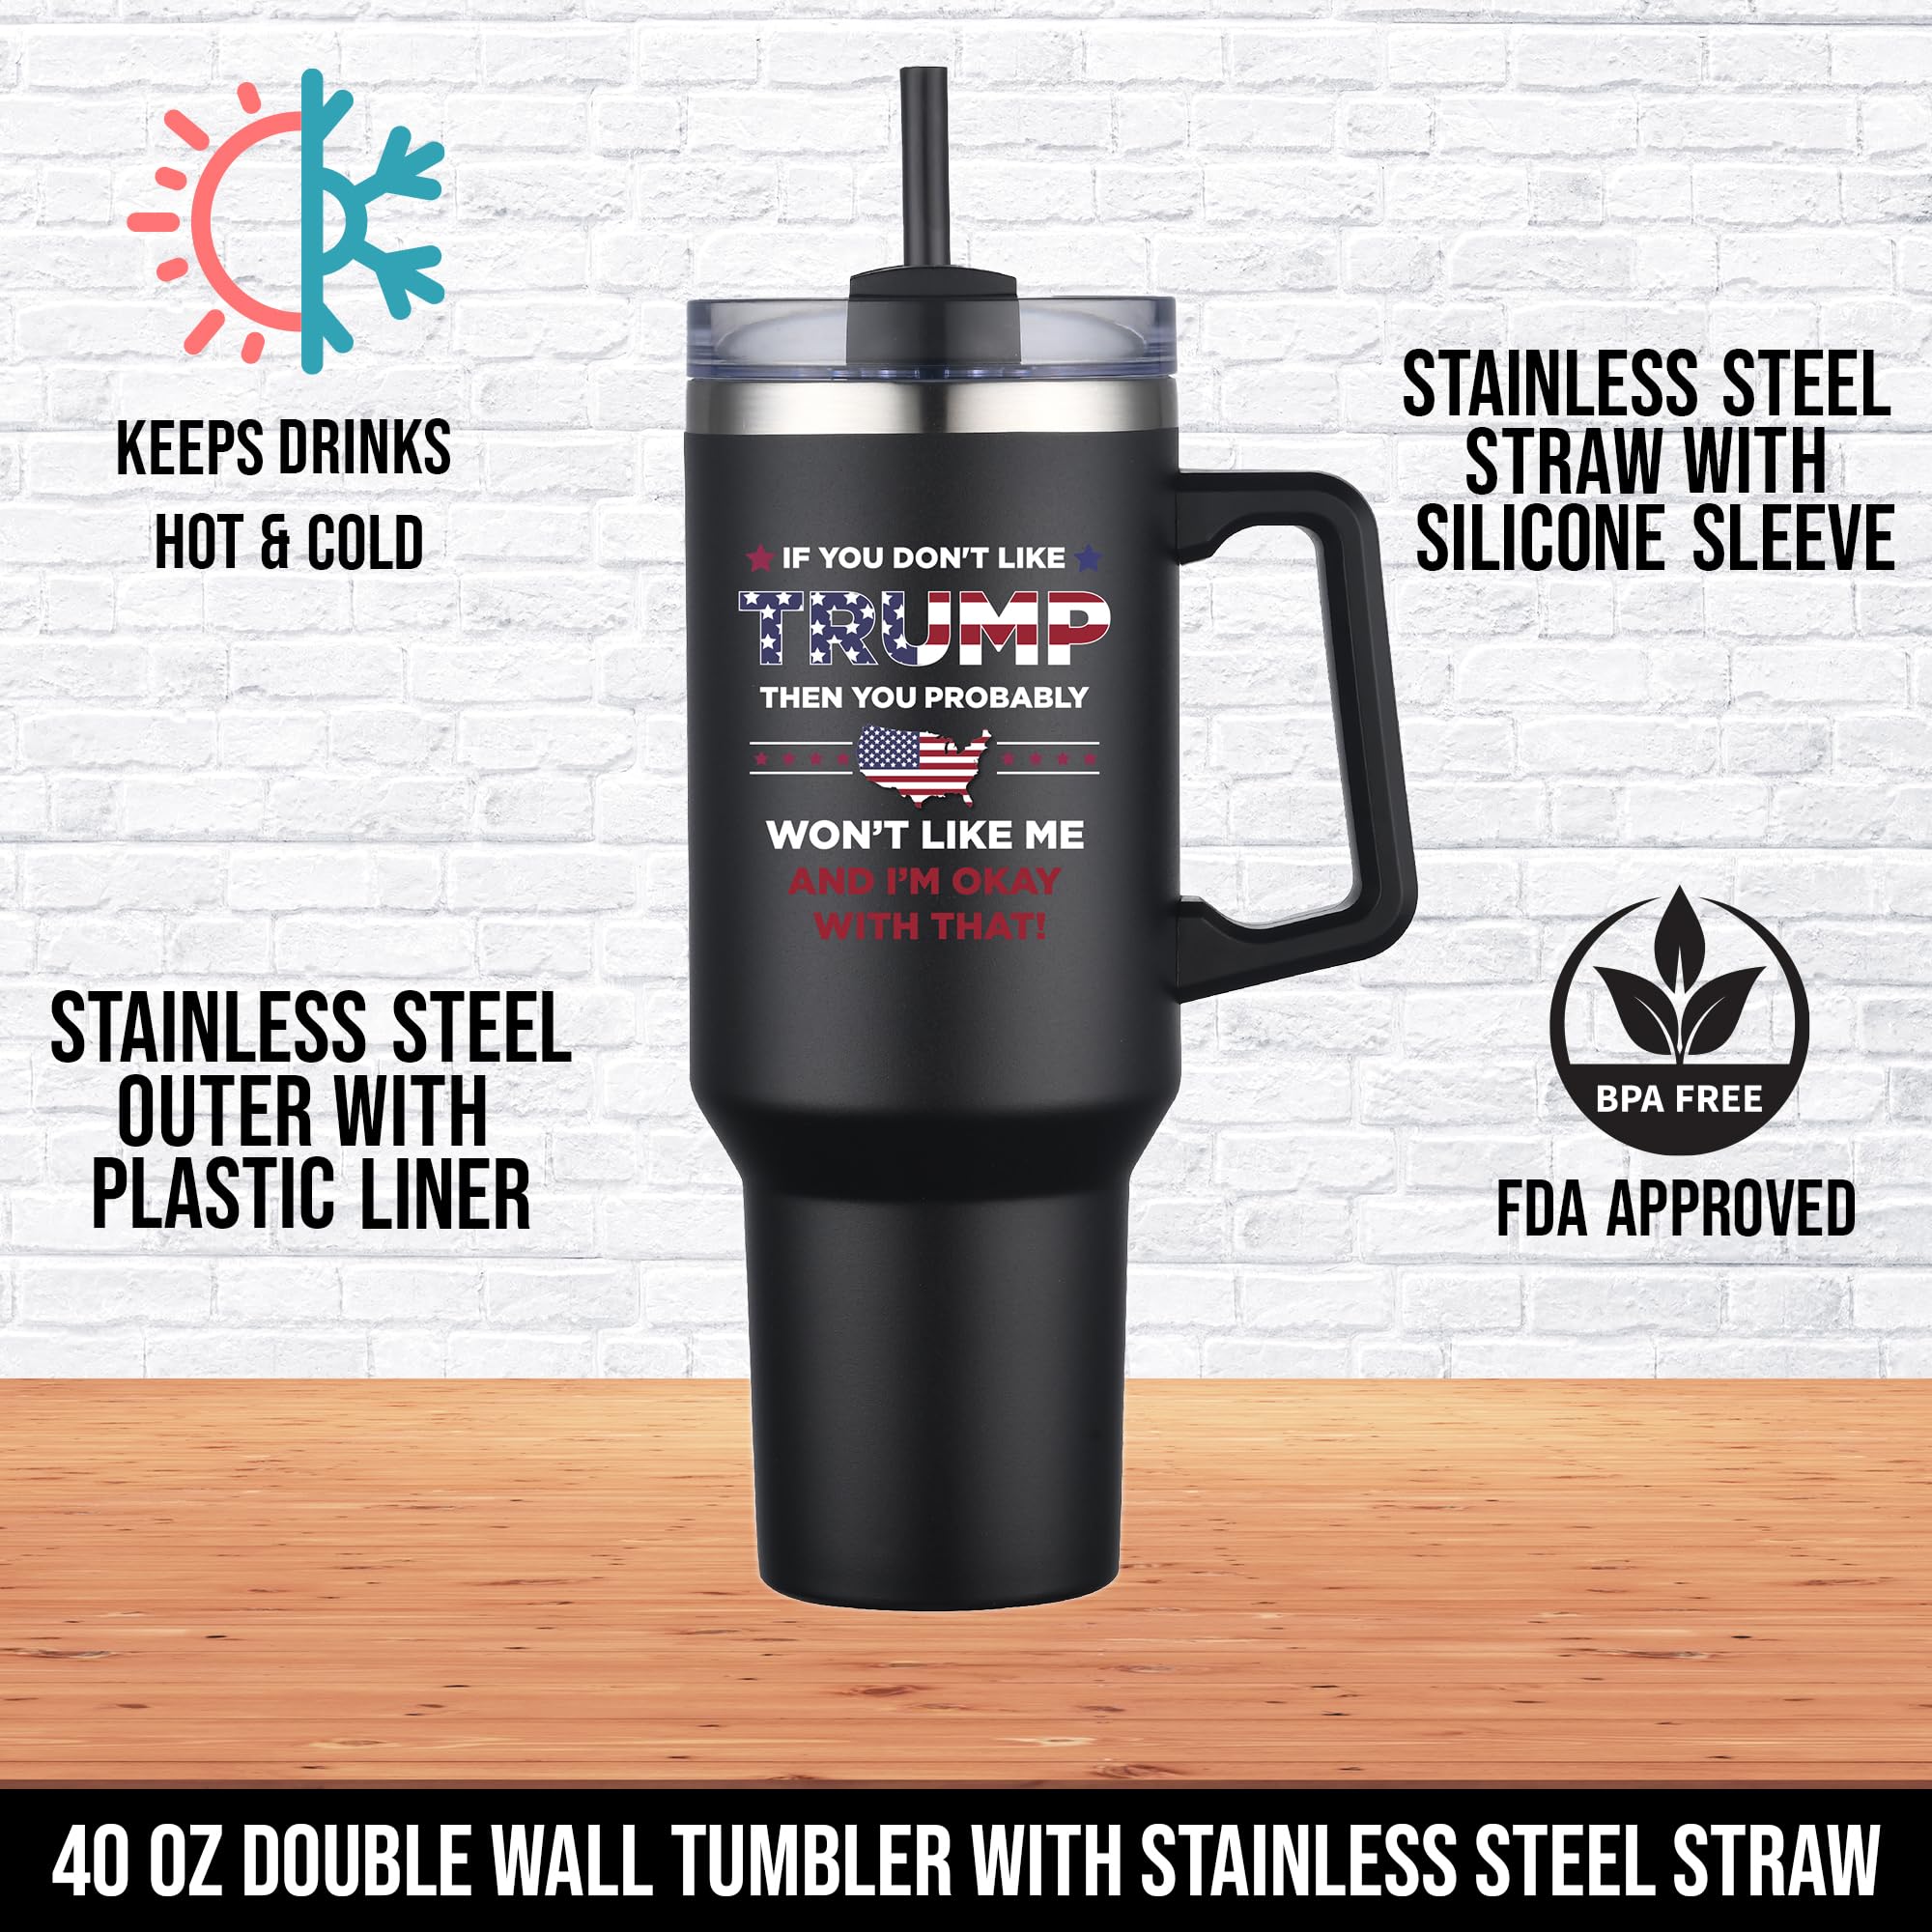 KEEPS DRINKS
HOT & COLD
STAINLESS STEEL
STRAW WITH
SILICONE SLEEVE
IF YOU DON'T LIKE
TRUMP
THEN YOU PROBABLY
WON'T LIKE ME
AND I'M OKAY
WITH THAT!
STAINLESS STEEL
OUTER WITH
PLASTIC LINER
BPA FREE
FDA APPROVED
40 OZ DOUBLE WALL TUMBLER WITH STAINLESS STEEL STRAW